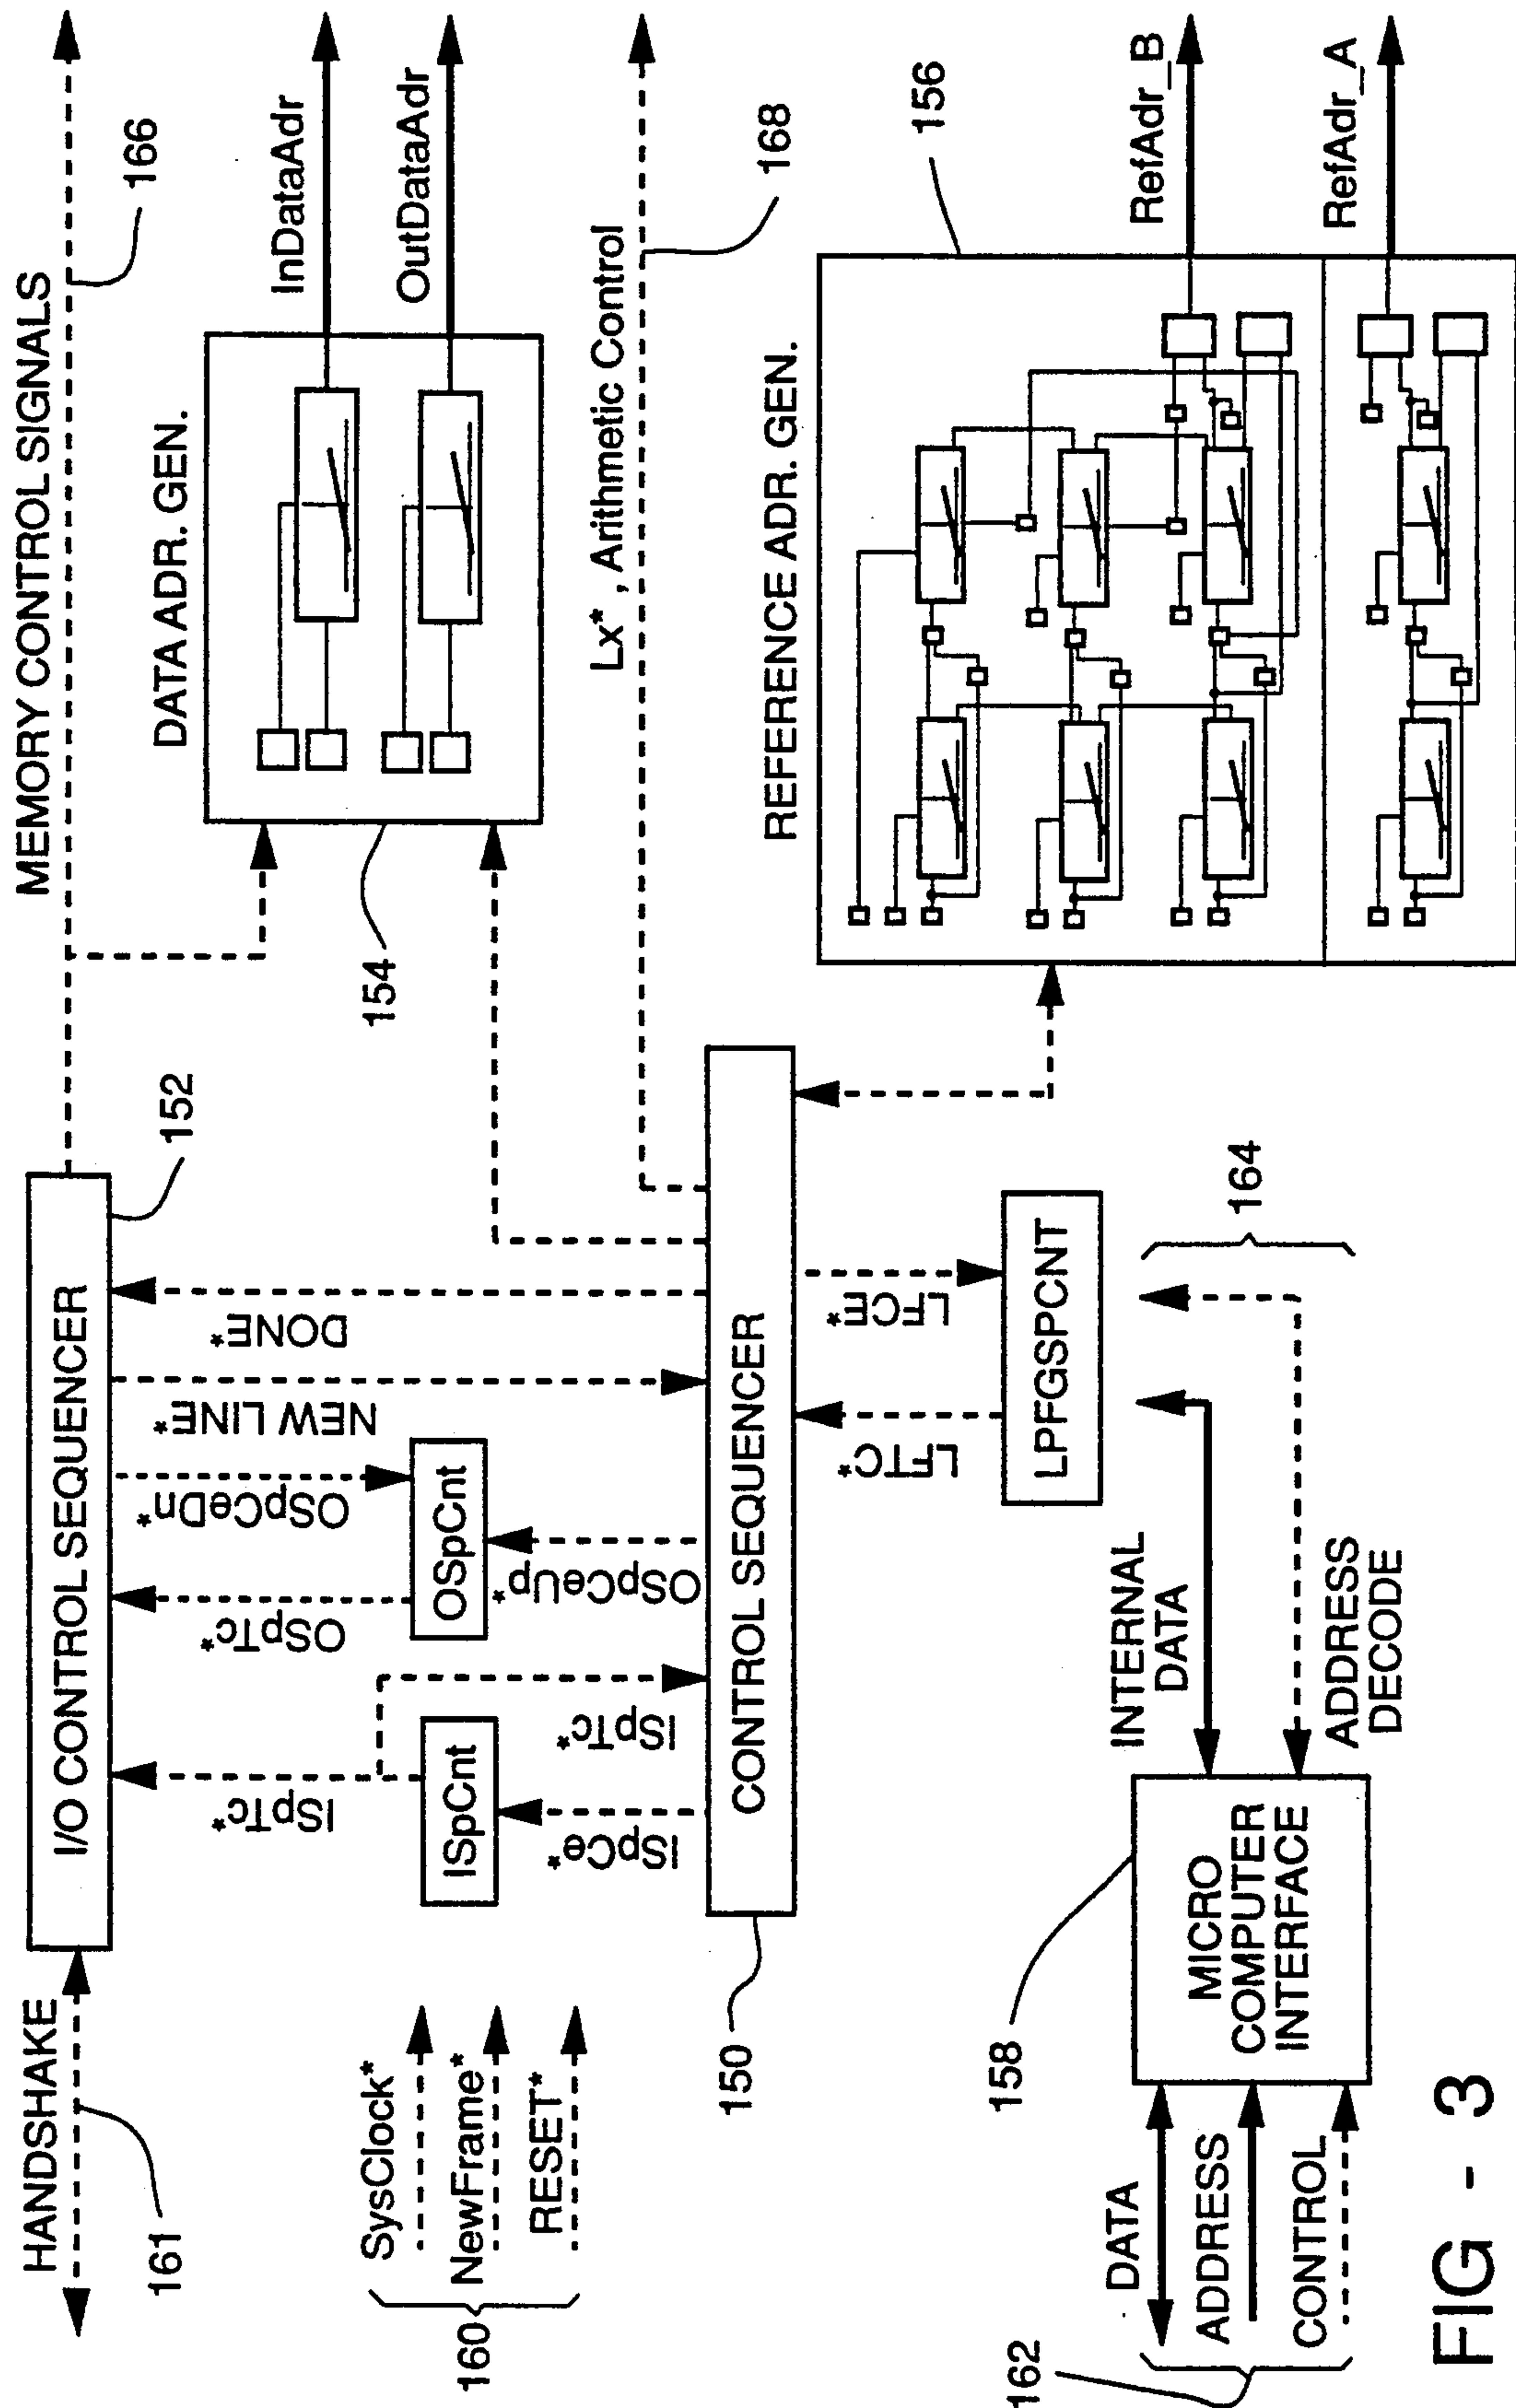 HANDSHAKE
161
I/O CONTROL SEQUENCER
152
MEMORY CONTROL SIGNALS
166
SysClock*
NewFrame*
RESET*
160
ISpTc*
ISpCnt
ISpCe*
ISpTc*
OSpTc*
OSpCeDn*
OSpCnt
OSpCeUp*
NEW LINE*
DONE*
DATA ADR. GEN.
154
InDataAdr
OutDataAdr
150
CONTROL SEQUENCER
Lx* , Arithmetic Control
168
LFTC*
LFCE*
LPFGSPCNT
REFERENCE ADR. GEN.
156
RefAdr_B
RefAdr_A
158
MICRO
COMPUTER
INTERFACE
DATA
ADDRESS
CONTROL
162
INTERNAL
DATA
ADDRESS
DECODE
164
FIG - 3